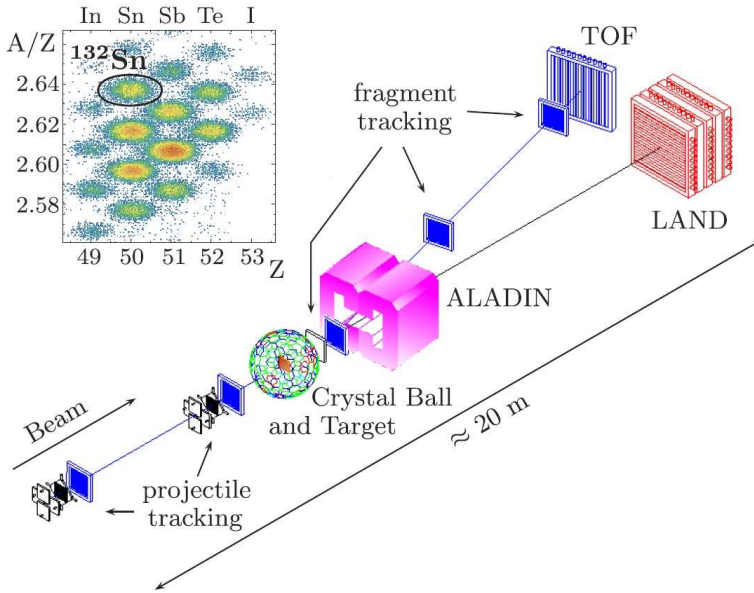 In Sn Sb Te I
A/Z
¹³²Sn
2.64
2.62
2.60
2.58
49 50 51 52 53 Z
TOF
fragment
tracking
LAND
ALADIN
Crystal Ball
and Target
Beam
≈ 20 m
projectile
tracking